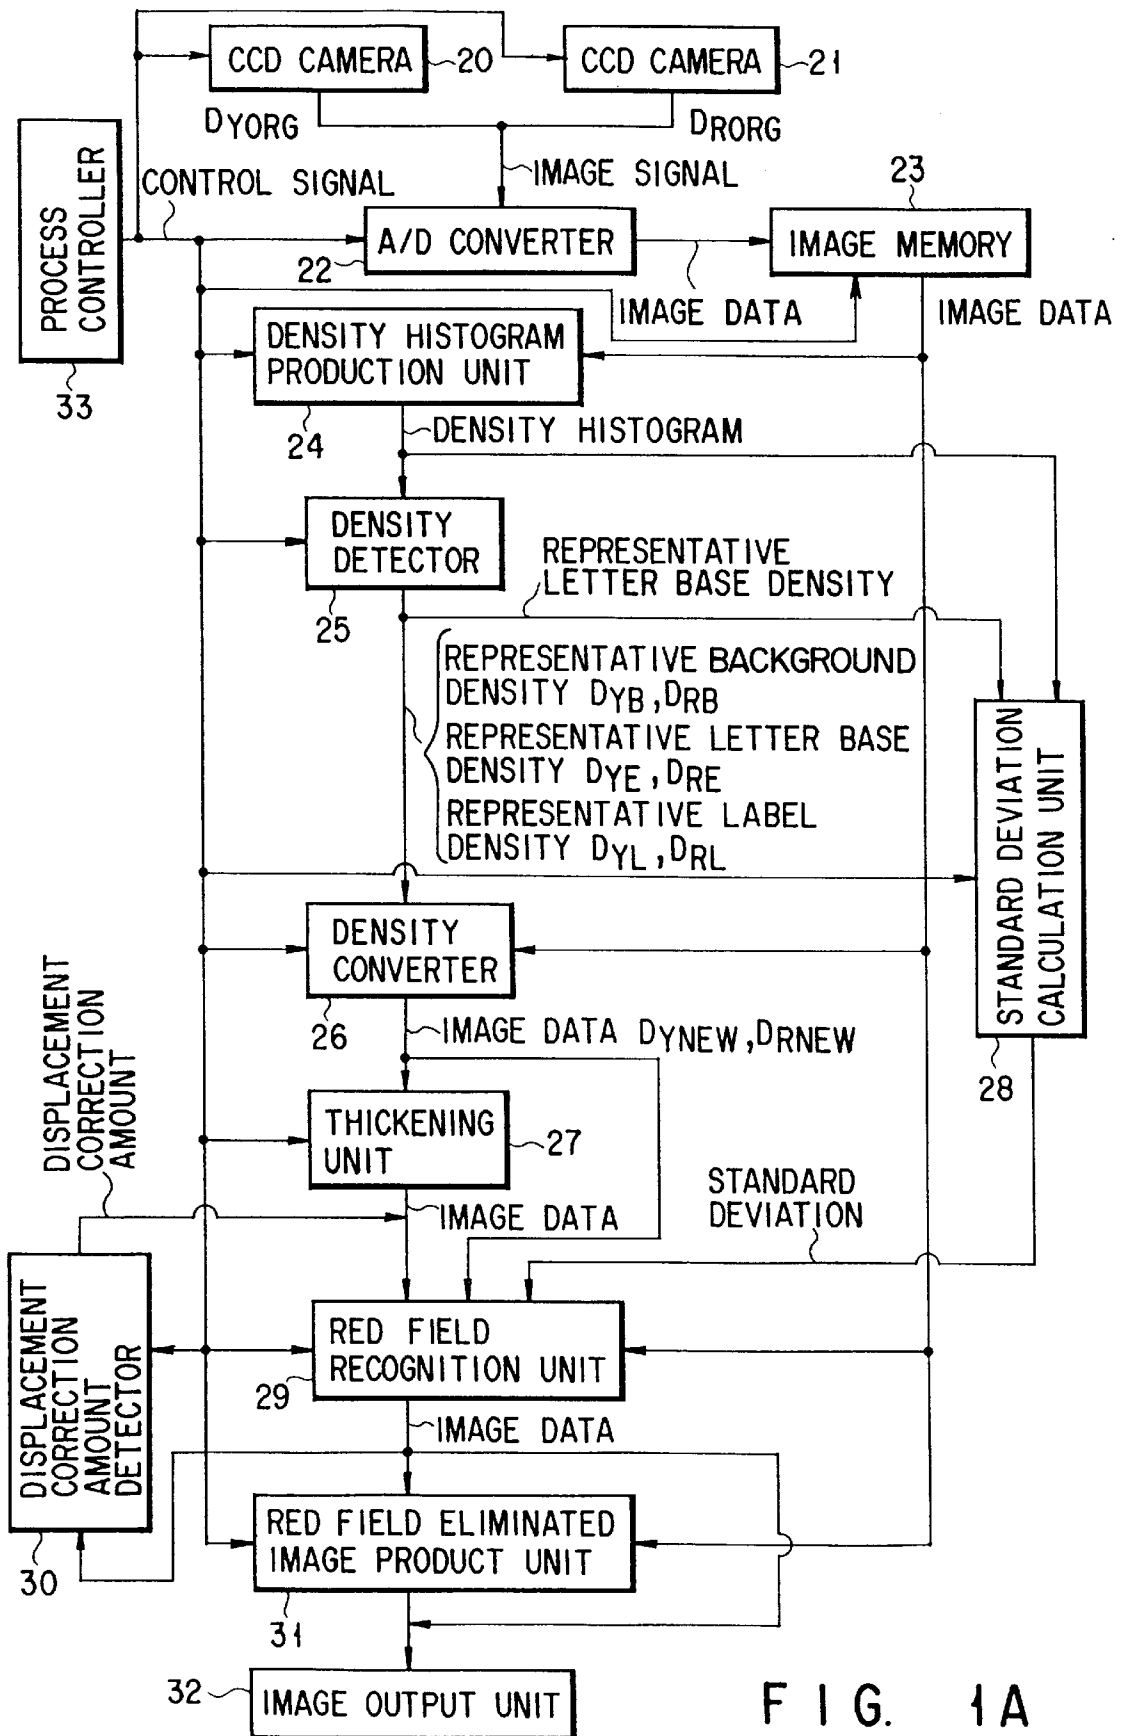 CCD CAMERA
20
CCD CAMERA
21
DYORG
DRORG
PROCESS
CONTROLLER
33
CONTROL SIGNAL
IMAGE SIGNAL
23
A/D CONVERTER
22
IMAGE MEMORY
IMAGE DATA
IMAGE DATA
DENSITY HISTOGRAM
PRODUCTION UNIT
24
DENSITY HISTOGRAM
DENSITY
DETECTOR
25
REPRESENTATIVE
LETTER BASE DENSITY
REPRESENTATIVE BACKGROUND
DENSITY DYB, DRB
REPRESENTATIVE LETTER BASE
DENSITY DYE, DRE
REPRESENTATIVE LABEL
DENSITY DYL, DRL
STANDARD DEVIATION
CALCULATION UNIT
28
DENSITY
CONVERTER
26
IMAGE DATA DYNEW, DRNEW
DISPLACEMENT
CORRECTION
AMOUNT
THICKENING
UNIT
27
IMAGE DATA
STANDARD
DEVIATION
DISPLACEMENT
CORRECTION
AMOUNT
DETECTOR
30
RED FIELD
RECOGNITION UNIT
29
IMAGE DATA
RED FIELD ELIMINATED
IMAGE PRODUCT UNIT
31
32
IMAGE OUTPUT UNIT
FIG. 1A